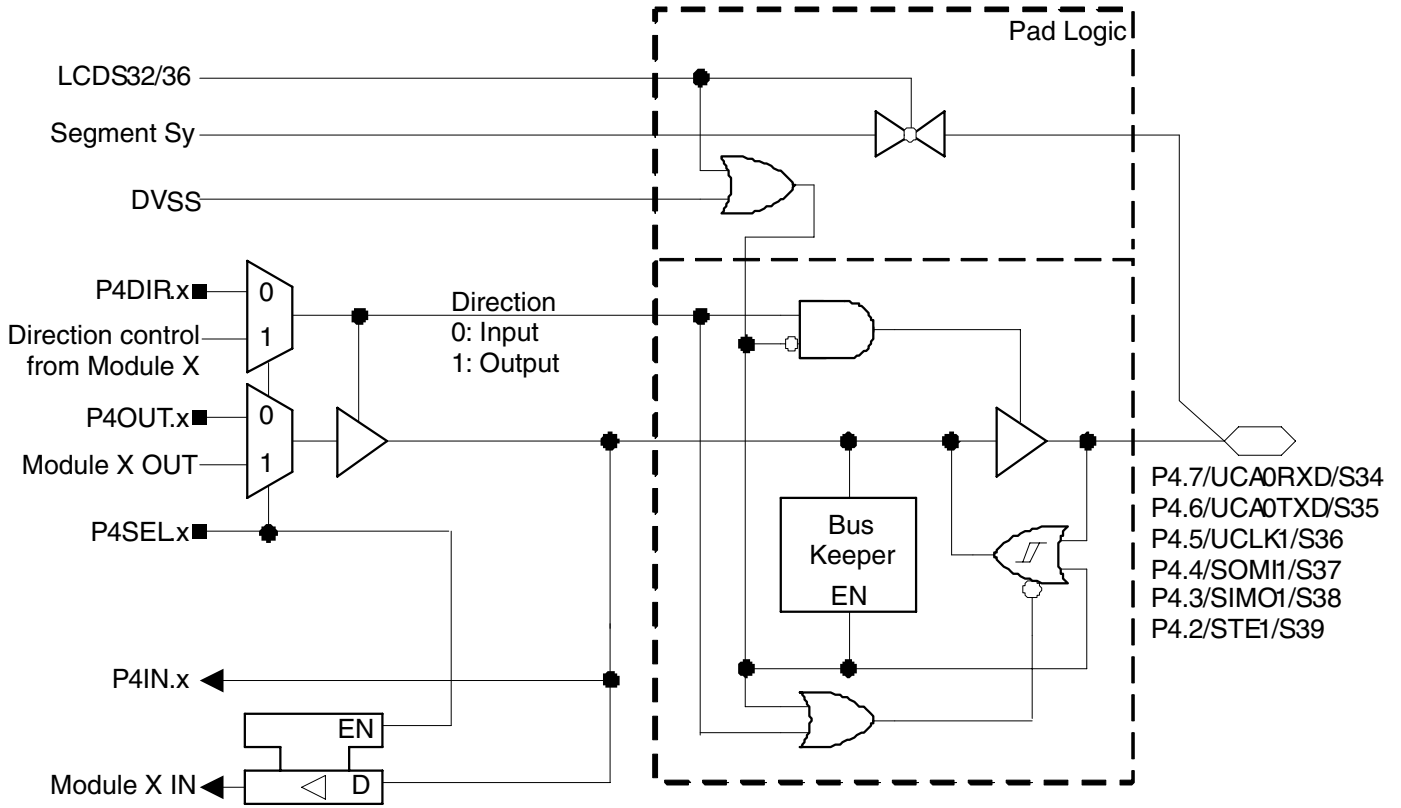 Pad Logic
LCDS32/36
Segment Sy
DVSS
P4DIR.x
0
Direction control
from Module X
1
Direction
0: Input
1: Output
P4OUT.x
0
Module X OUT
1
P4SEL.x
Bus
Keeper
EN
P4.7/UCA0RXD/S34
P4.6/UCA0TXD/S35
P4.5/UCLK1/S36
P4.4/SOMI1/S37
P4.3/SIMO1/S38
P4.2/STE1/S39
P4IN.x
EN
Module X IN
D